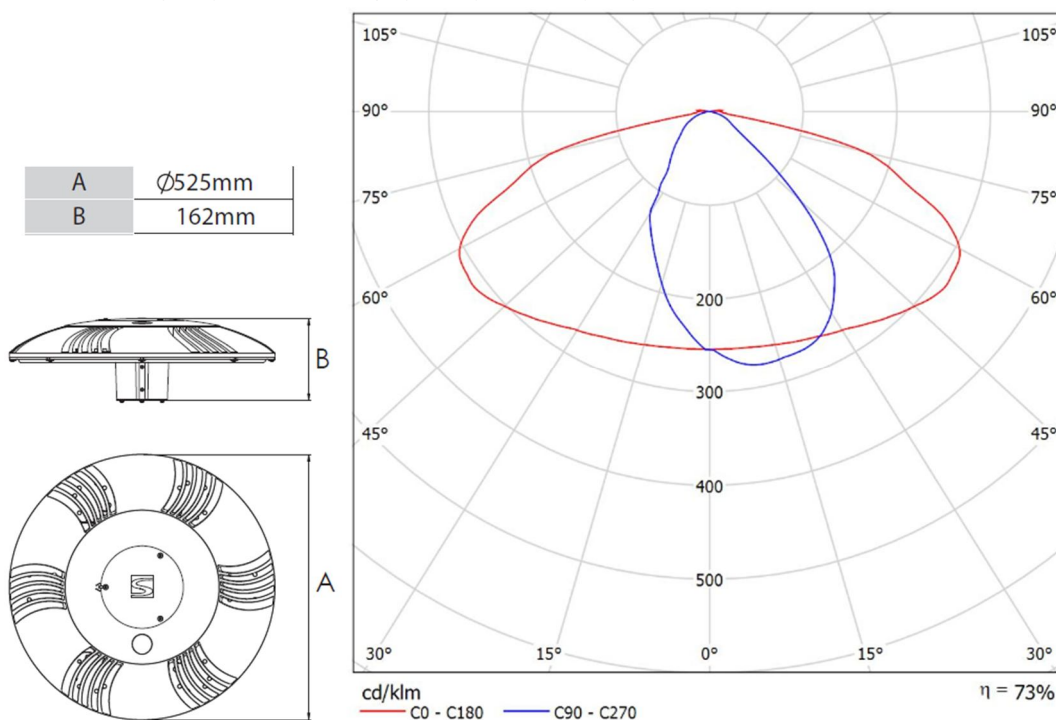 A Ø525mm
B 162mm
B
A
105° 105°
90° 90°
75° 75°
60° 60°
200
300
45° 45°
400
500
30° 15° 0° 15° 30°
cd/klm η = 73%
C0 - C180 C90 - C270